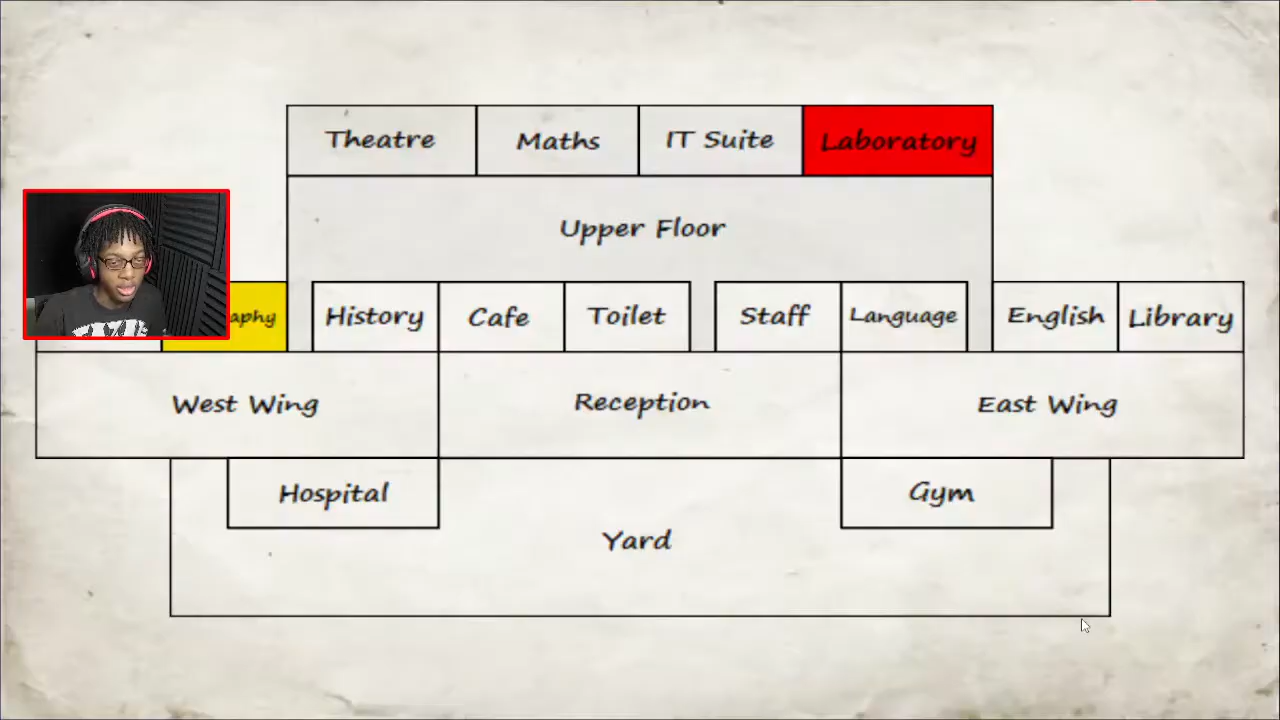 Theatre
Maths
IT Suite
Laboratory
Upper Floor
History
Cafe
Toilet
Staff
Language
English
Library
West Wing
Reception
East Wing
Hospital
Gym
Yard